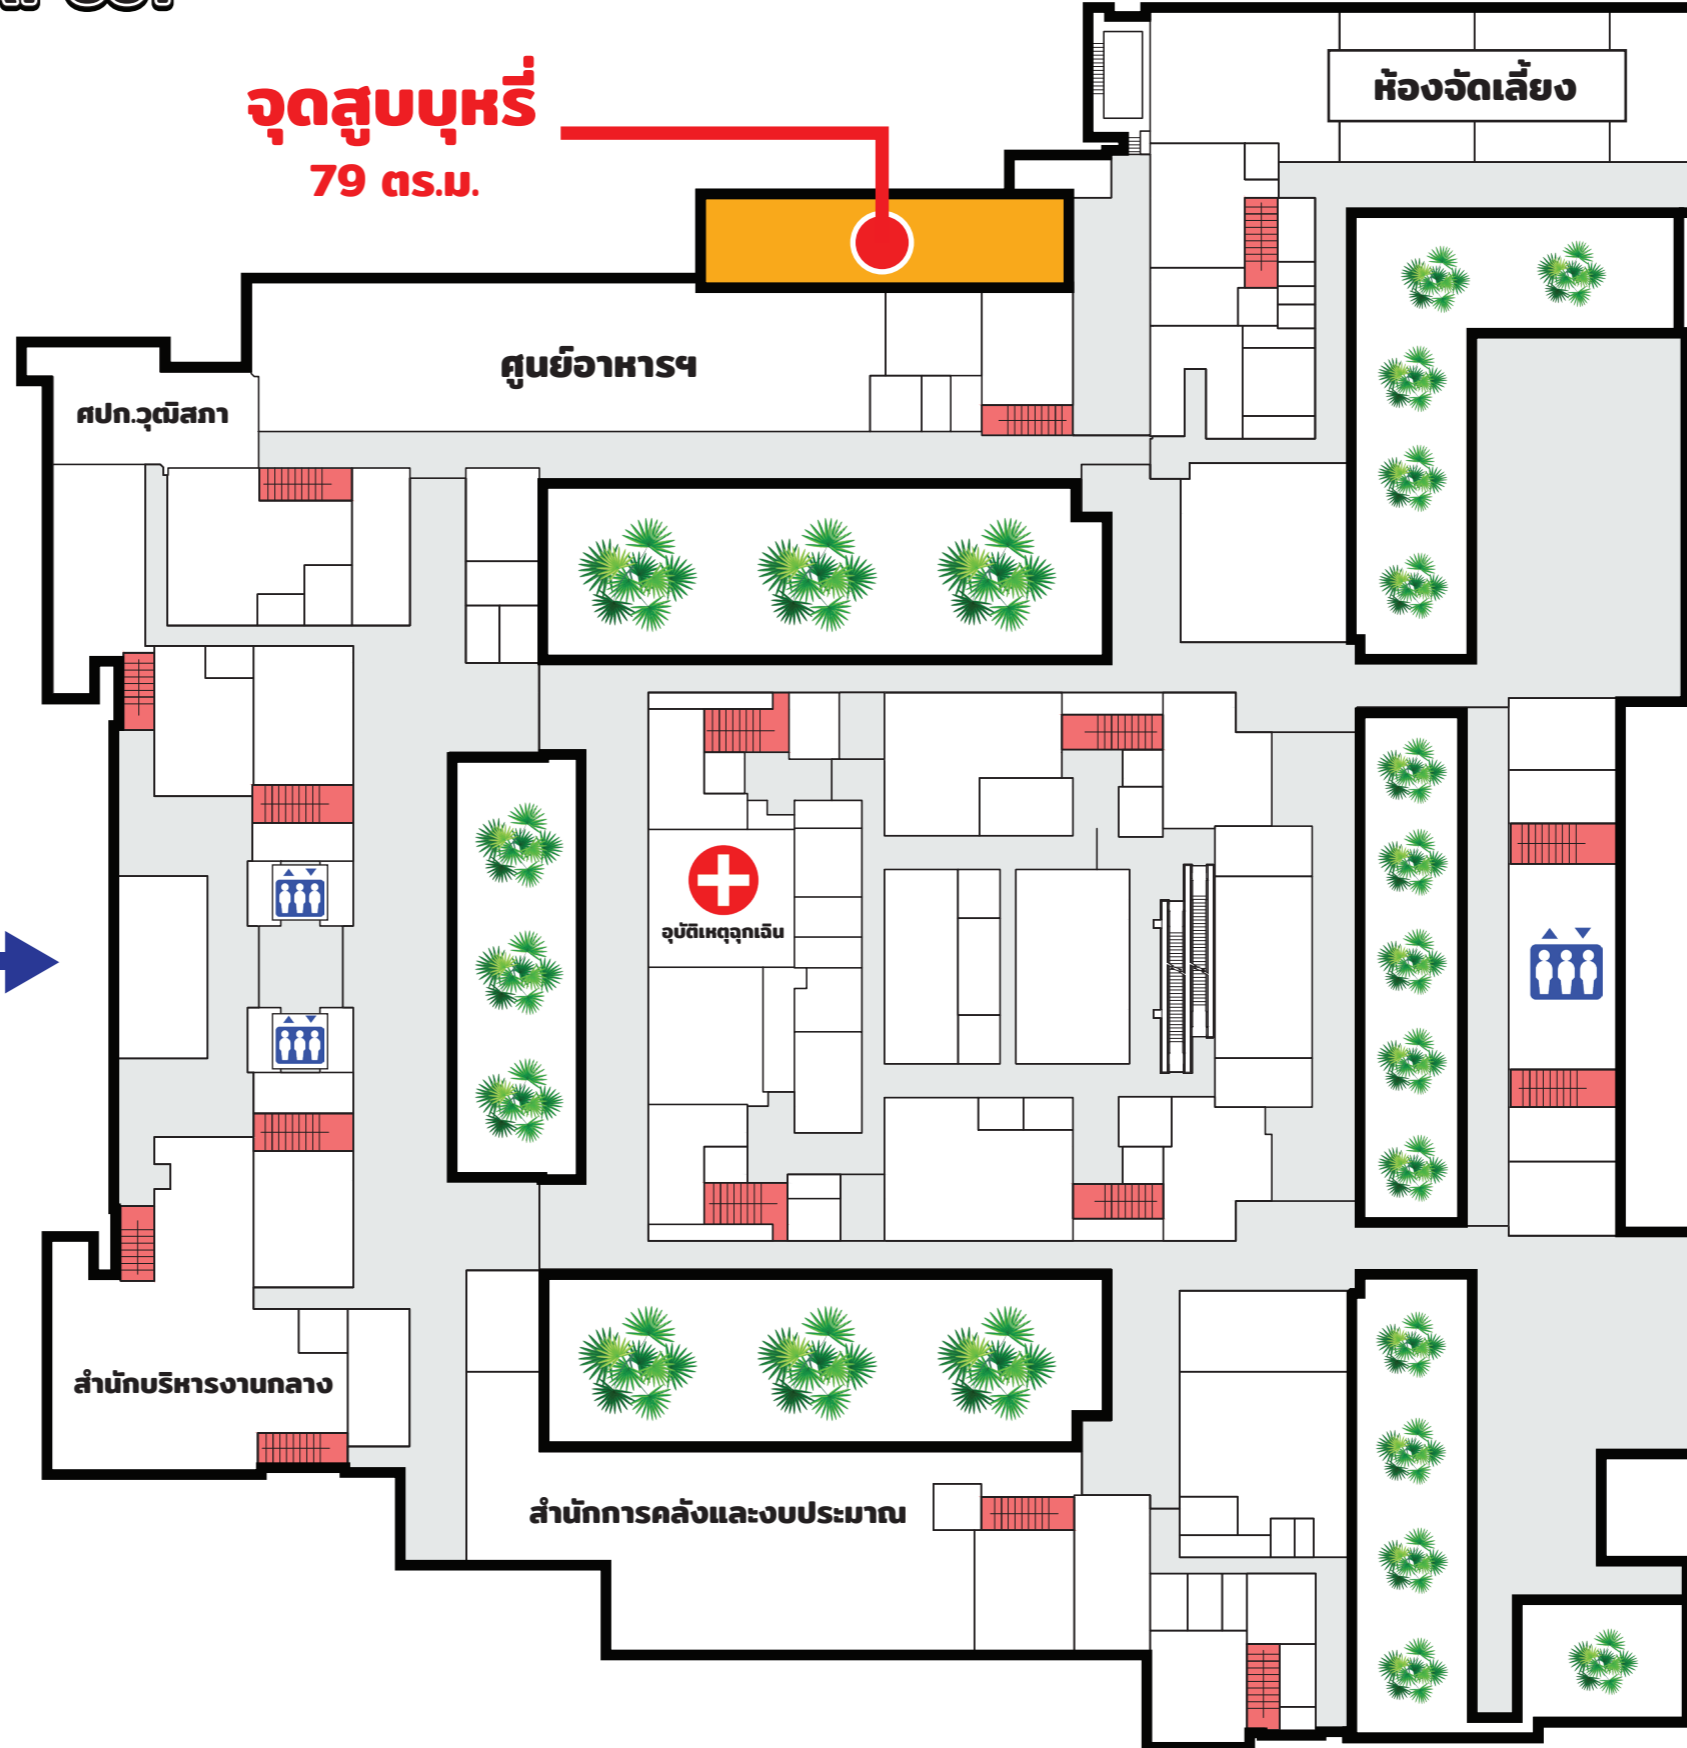 จุดสูบบุหรี่
79 ตร.ม.
ห้องจัดเลี้ยง
ศูนย์อาหารฯ
ศปก.วุฒิสภา
อุบัติเหตุฉุกเฉิน
สำนักบริหารงานกลาง
สำนักการคลังและงบประมาณ